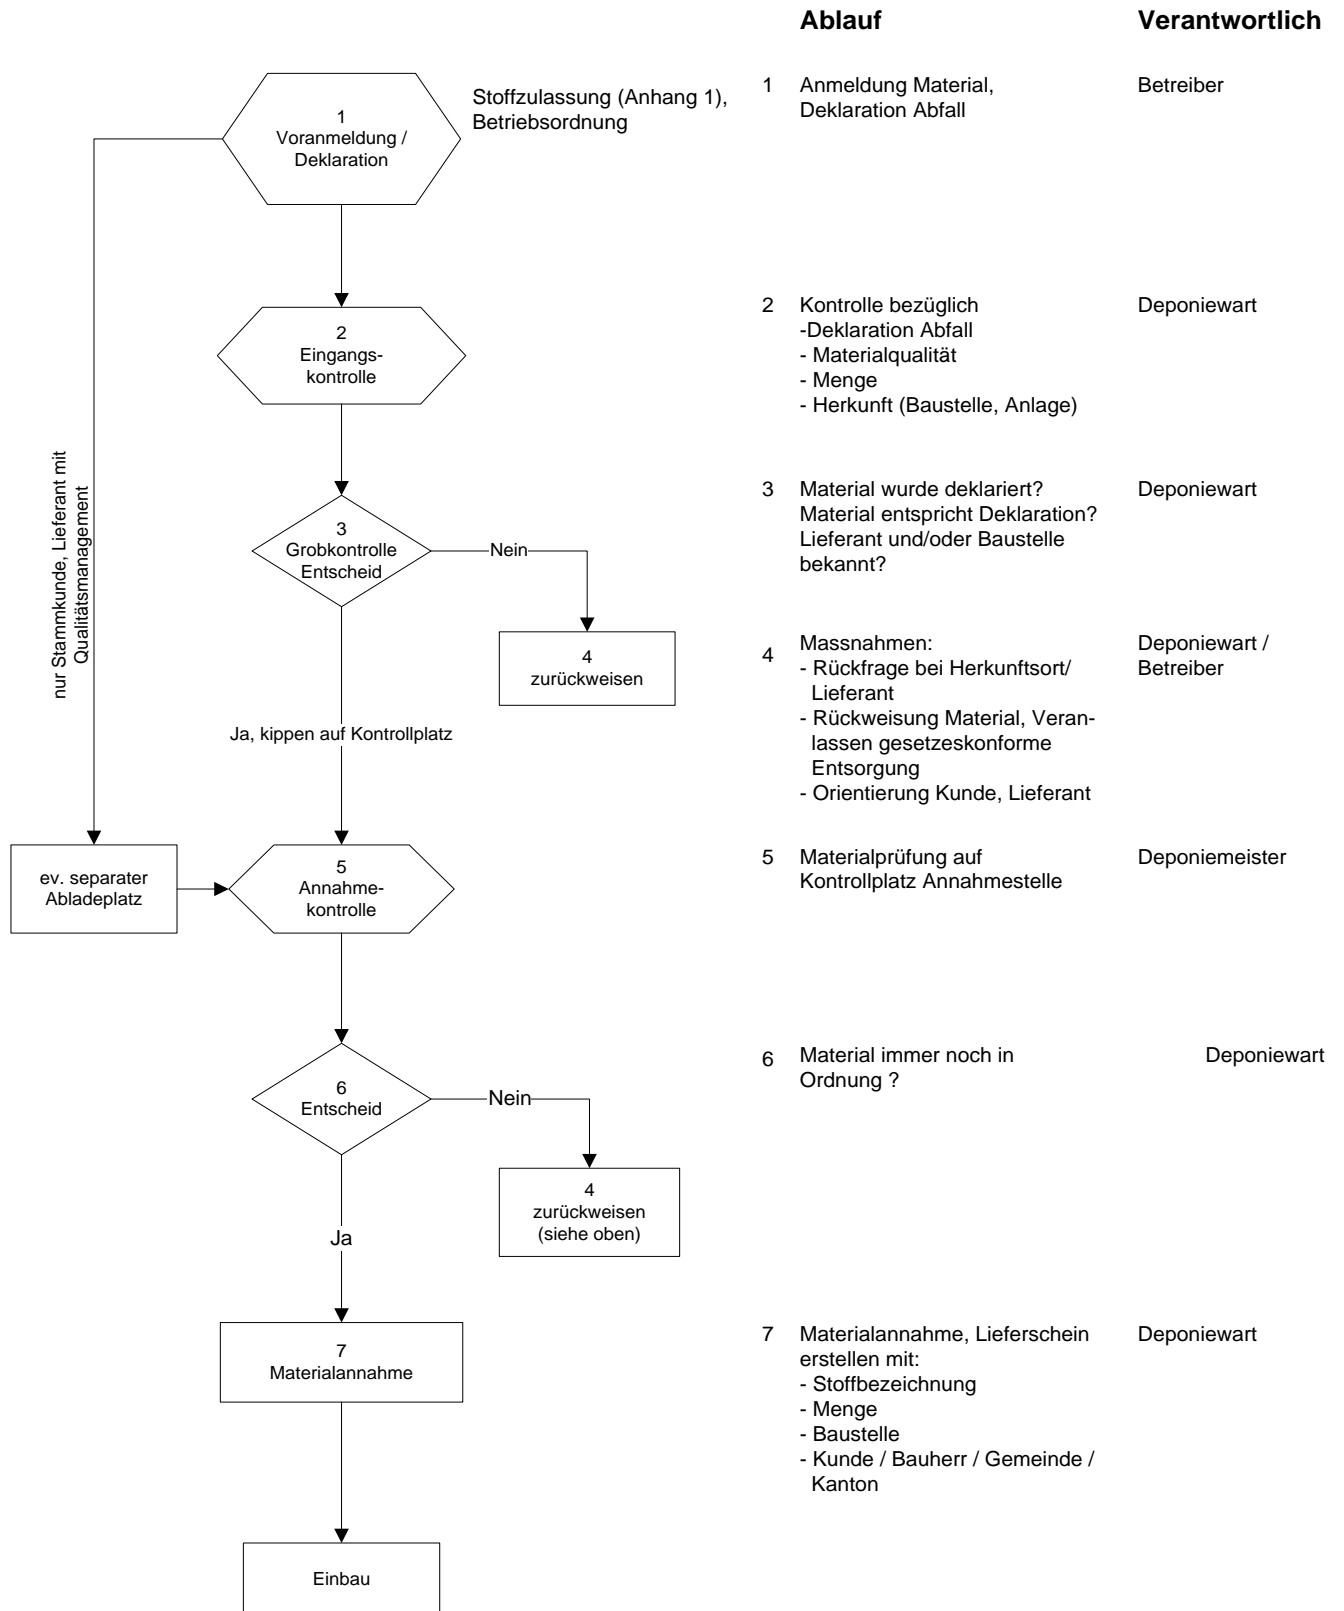 Ablauf
Verantwortlich
1
Voranmeldung /
Deklaration
Stoffzulassung (Anhang 1),
Betriebsordnung
1
Anmeldung Material,
Deklaration Abfall
Betreiber
2
Eingangs-
kontrolle
2
Kontrolle bezüglich
-Deklaration Abfall
- Materialqualität
- Menge
- Herkunft (Baustelle, Anlage)
Deponiewart
nur Stammkunde, Lieferant mit
Qualitätsmanagement
3
Grobkontrolle
Entscheid
Nein
3
Material wurde deklariert?
Material entspricht Deklaration?
Lieferant und/oder Baustelle
bekannt?
Deponiewart
4
zurückweisen
Ja, kippen auf Kontrollplatz
4
Massnahmen:
- Rückfrage bei Herkunftsort/
Lieferant
- Rückweisung Material, Veran-
lassen gesetzeskonforme
Entsorgung
- Orientierung Kunde, Lieferant
Deponiewart /
Betreiber
ev. separater
Abladeplatz
5
Annahme-
kontrolle
5
Materialprüfung auf
Kontrollplatz Annahmestelle
Deponiemeister
6
Entscheid
Nein
6
Material immer noch in
Ordnung ?
Deponiewart
4
zurückweisen
(siehe oben)
Ja
7
Materialannahme
7
Materialannahme, Lieferschein
erstellen mit:
- Stoffbezeichnung
- Menge
- Baustelle
- Kunde / Bauherr / Gemeinde /
Kanton
Deponiewart
Einbau